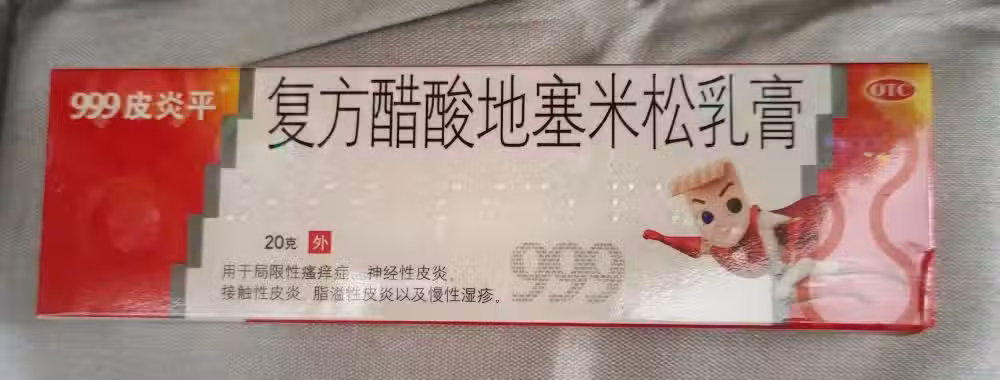 999皮炎平
复方醋酸地塞米松乳膏
OTC
20克 外
999
用于局限性瘙痒症、神经性皮炎、
接触性皮炎、脂溢性皮炎以及慢性湿疹。